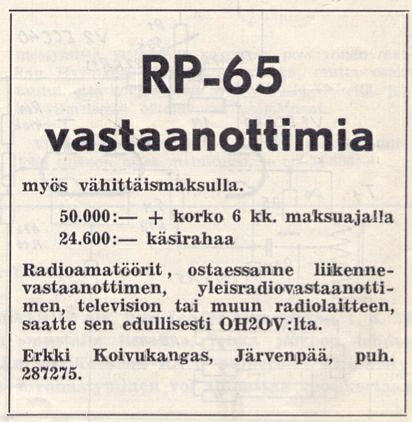 RP-65
vastaanottimia
myös vähittäismaksulla.
50.000:— + korko 6 kk. maksuajalla
24.600:— käsirahaa
Radioamatöörit, ostaessanne liikenne-
vastaanottimen, yleisradiovastaanotti-
men, television tai muun radiolaitteen,
saatte sen edullisesti OH2OV:lta.
Erkki Koivukangas, Järvenpää, puh.
287275.